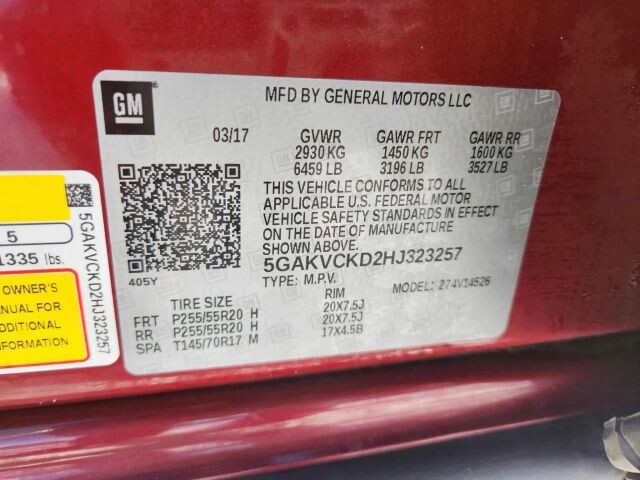 GM
MFD BY GENERAL MOTORS LLC
03/17 GVWR GAWR FRT GAWR RR
2930 KG 1450 KG 1600 KG
6459 LB 3196 LB 3527 LB
THIS VEHICLE CONFORMS TO ALL
APPLICABLE U.S. FEDERAL MOTOR
VEHICLE SAFETY STANDARDS IN EFFECT
ON THE DATE OF MANUFACTURE
SHOWN ABOVE.
5GAKVCKD2HJ323257
405Y
TYPE: M.P.V. MODEL: 274V14526
TIRE SIZE RIM
FRT P255/55R20 H 20X7.5J
RR P255/55R20 H 20X7.5J
SPA T145/70R17 M 17X4.5B
5
1335 lbs.
OWNER'S
MANUAL FOR
ADDITIONAL
INFORMATION
5GAKVCKD2HJ323257